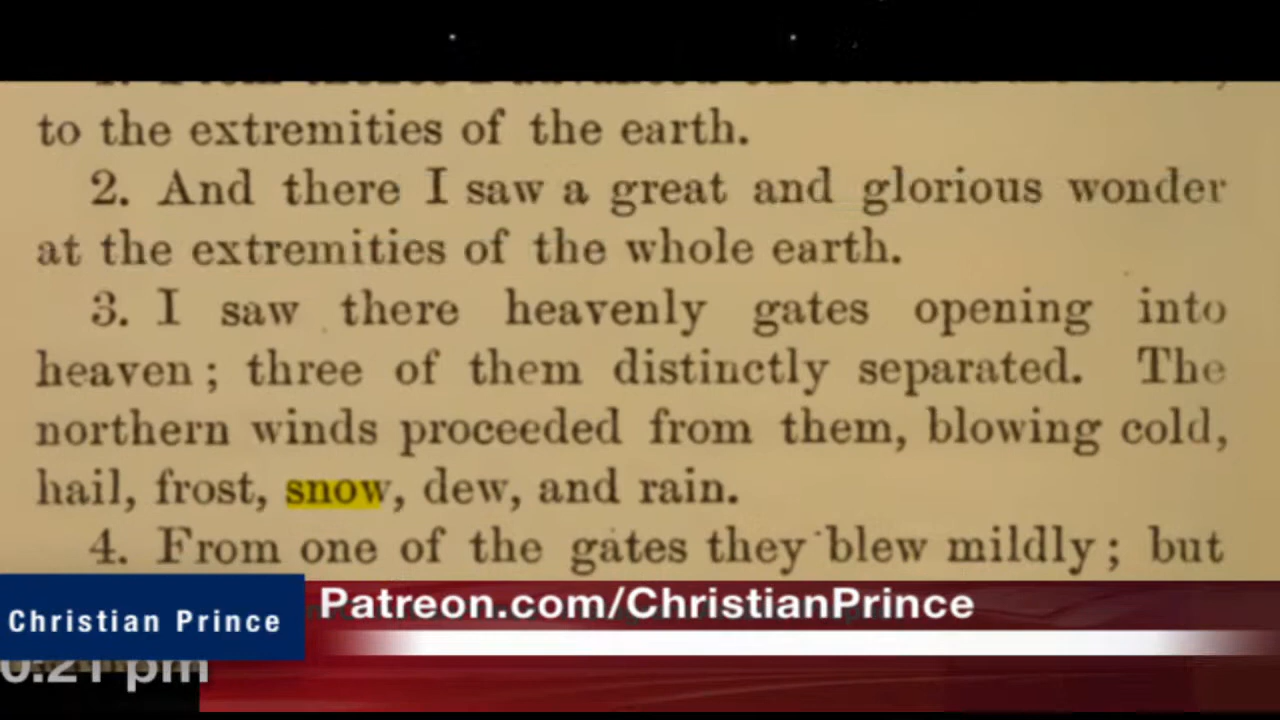 to the extremities of the earth.
2. And there I saw a great and glorious wonder
at the extremities of the whole earth.
3. I saw there heavenly gates opening into
heaven; three of them distinctly separated. The
northern winds proceeded from them, blowing cold,
hail, frost, snow, dew, and rain.
4. From one of the gates they blew mildly; but
Patreon.com/ChristianPrince
Christian Prince